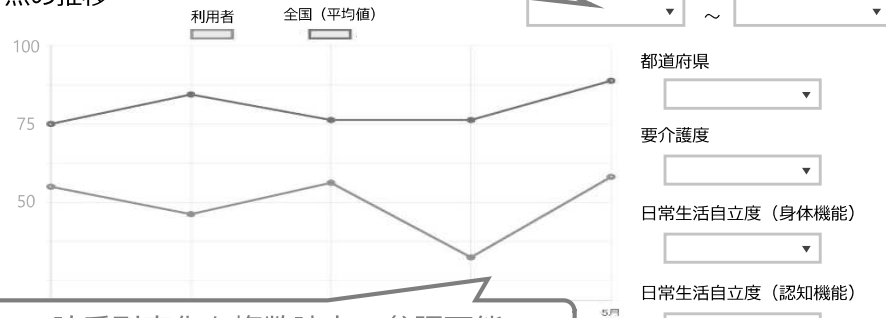 点の推移
利用者
全国（平均値）
～
100
75
50
5月
都道府県
要介護度
日常生活自立度（身体機能）
日常生活自立度（認知機能）